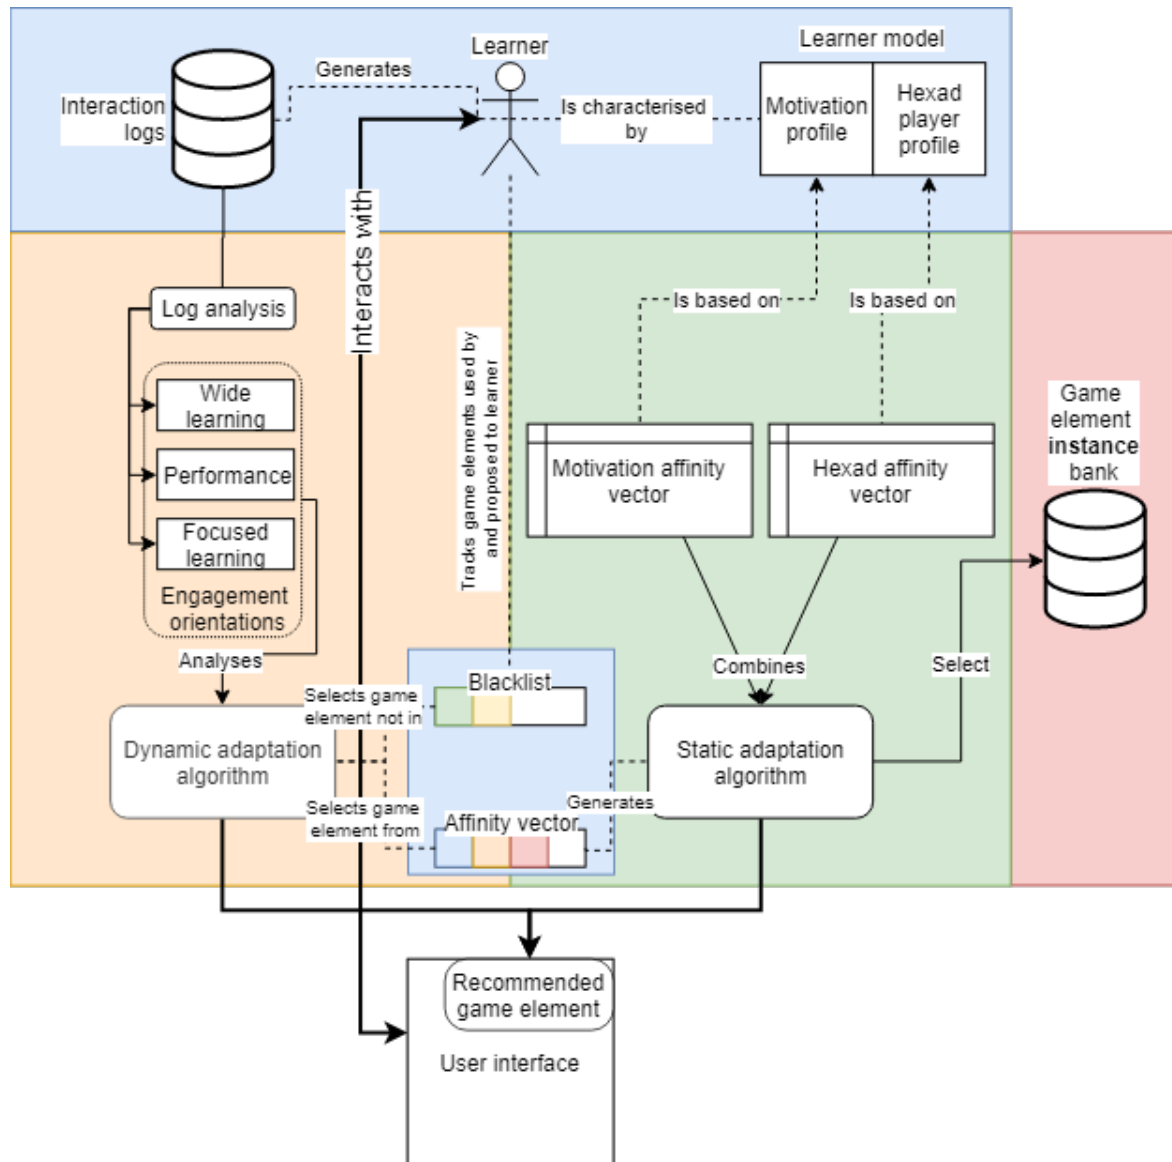 Learner
Learner model
Generates
Interaction
logs
Is characterised
by
Motivation
profile
Hexad
player
profile
Interacts with
Is based on
Is based on
Log analysis
Wide
learning
Performance
Focused
learning
Engagement
orientations
Tracks game elements used by
and proposed to learner
Motivation affinity
vector
Hexad affinity
vector
Game
element
instance
bank
Analyses
Combines
Select
Selects game
element not in
Blacklist
Dynamic adaptation
algorithm
Static adaptation
algorithm
Selects game
element from
Generates
Affinity vector
Recommended
game element
User interface